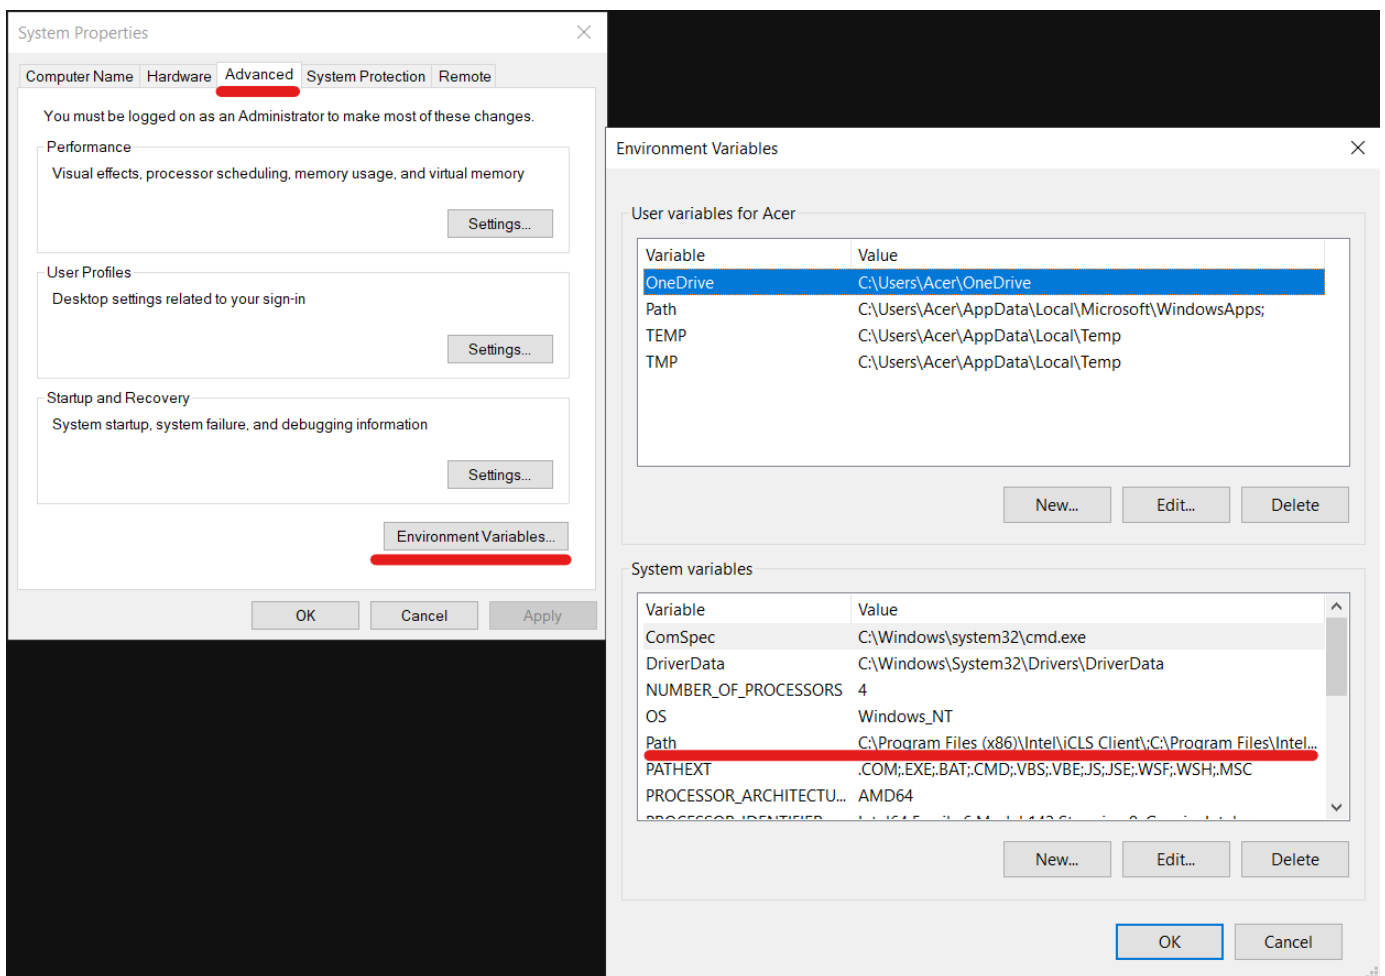 System Properties
Computer Name Hardware Advanced System Protection Remote
You must be logged on as an Administrator to make most of these changes.
Performance
Visual effects, processor scheduling, memory usage, and virtual memory
Settings...
User Profiles
Desktop settings related to your sign-in
Settings...
Startup and Recovery
System startup, system failure, and debugging information
Settings...
Environment Variables...
OK Cancel Apply
Environment Variables
User variables for Acer
Variable Value
OneDrive C:\Users\Acer\OneDrive
Path C:\Users\Acer\AppData\Local\Microsoft\WindowsApps;
TEMP C:\Users\Acer\AppData\Local\Temp
TMP C:\Users\Acer\AppData\Local\Temp
New... Edit... Delete
System variables
Variable Value
ComSpec C:\Windows\system32\cmd.exe
DriverData C:\Windows\System32\Drivers\DriverData
NUMBER_OF_PROCESSORS 4
OS Windows_NT
Path C:\Program Files (x86)\Intel\iCLS Client\;C:\Program Files\Intel...
PATHEXT .COM;.EXE;.BAT;.CMD;.VBS;.VBE;.JS;.JSE;.WSF;.WSH;.MSC
PROCESSOR_ARCHITECTU... AMD64
PROCESSOR_IDENTIFIER
New... Edit... Delete
OK Cancel